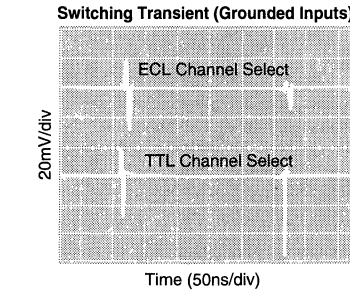 Switching Transient (Grounded Inputs)
ECL Channel Select
TTL Channel Select
20mV/div
Time (50ns/div)